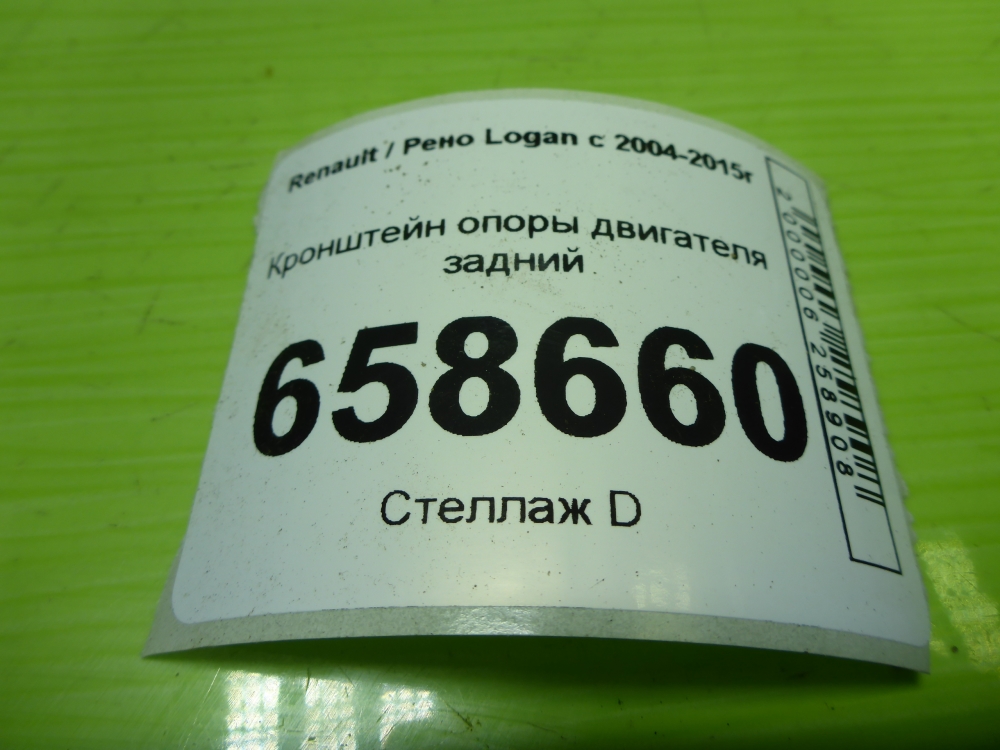 Renault / Рено Logan с 2004-2015г
Кронштейн опоры двигателя
задний
658660
Стеллаж D
2000006258908